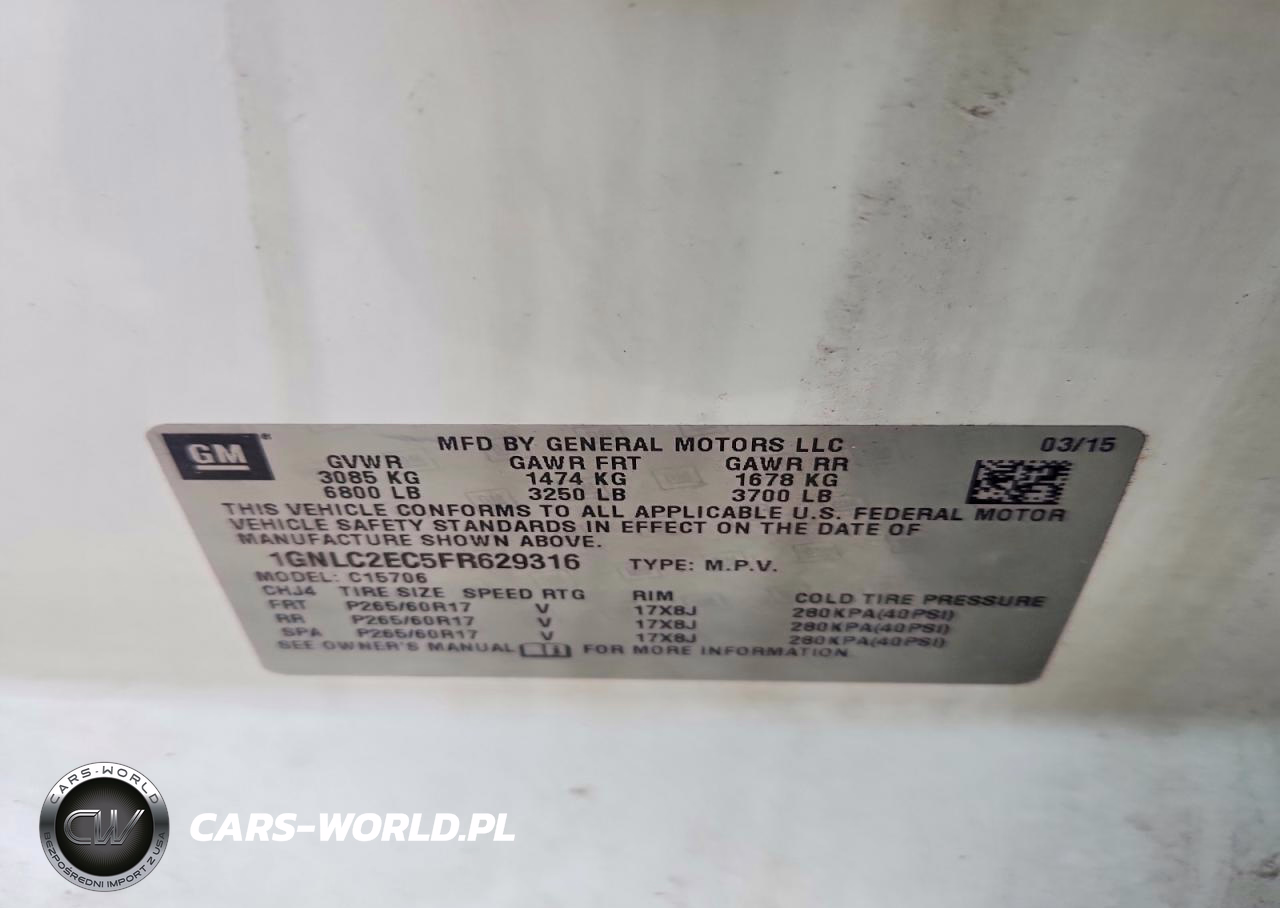 GM
MFD BY GENERAL MOTORS LLC 03/15
GVWR GAWR FRT GAWR RR
3085 KG 1474 KG 1678 KG
6800 LB 3250 LB 3700 LB
THIS VEHICLE CONFORMS TO ALL APPLICABLE U.S. FEDERAL MOTOR
VEHICLE SAFETY STANDARDS IN EFFECT ON THE DATE OF
MANUFACTURE SHOWN ABOVE.
1GNLC2EC5FR629316 TYPE: M.P.V.
MODEL: C15706
CHJ4 TIRE SIZE SPEED RTG RIM COLD TIRE PRESSURE
FRT P265/60R17 V 17X8J 280KPA(40PSI)
RR P265/60R17 V 17X8J 280KPA(40PSI)
SPA P265/60R17 V 17X8J 280KPA(40PSI)
SEE OWNER'S MANUAL FOR MORE INFORMATION.
CARS-WORLD
CW
BEZPOŚREDNI IMPORT Z USA
CARS-WORLD.PL